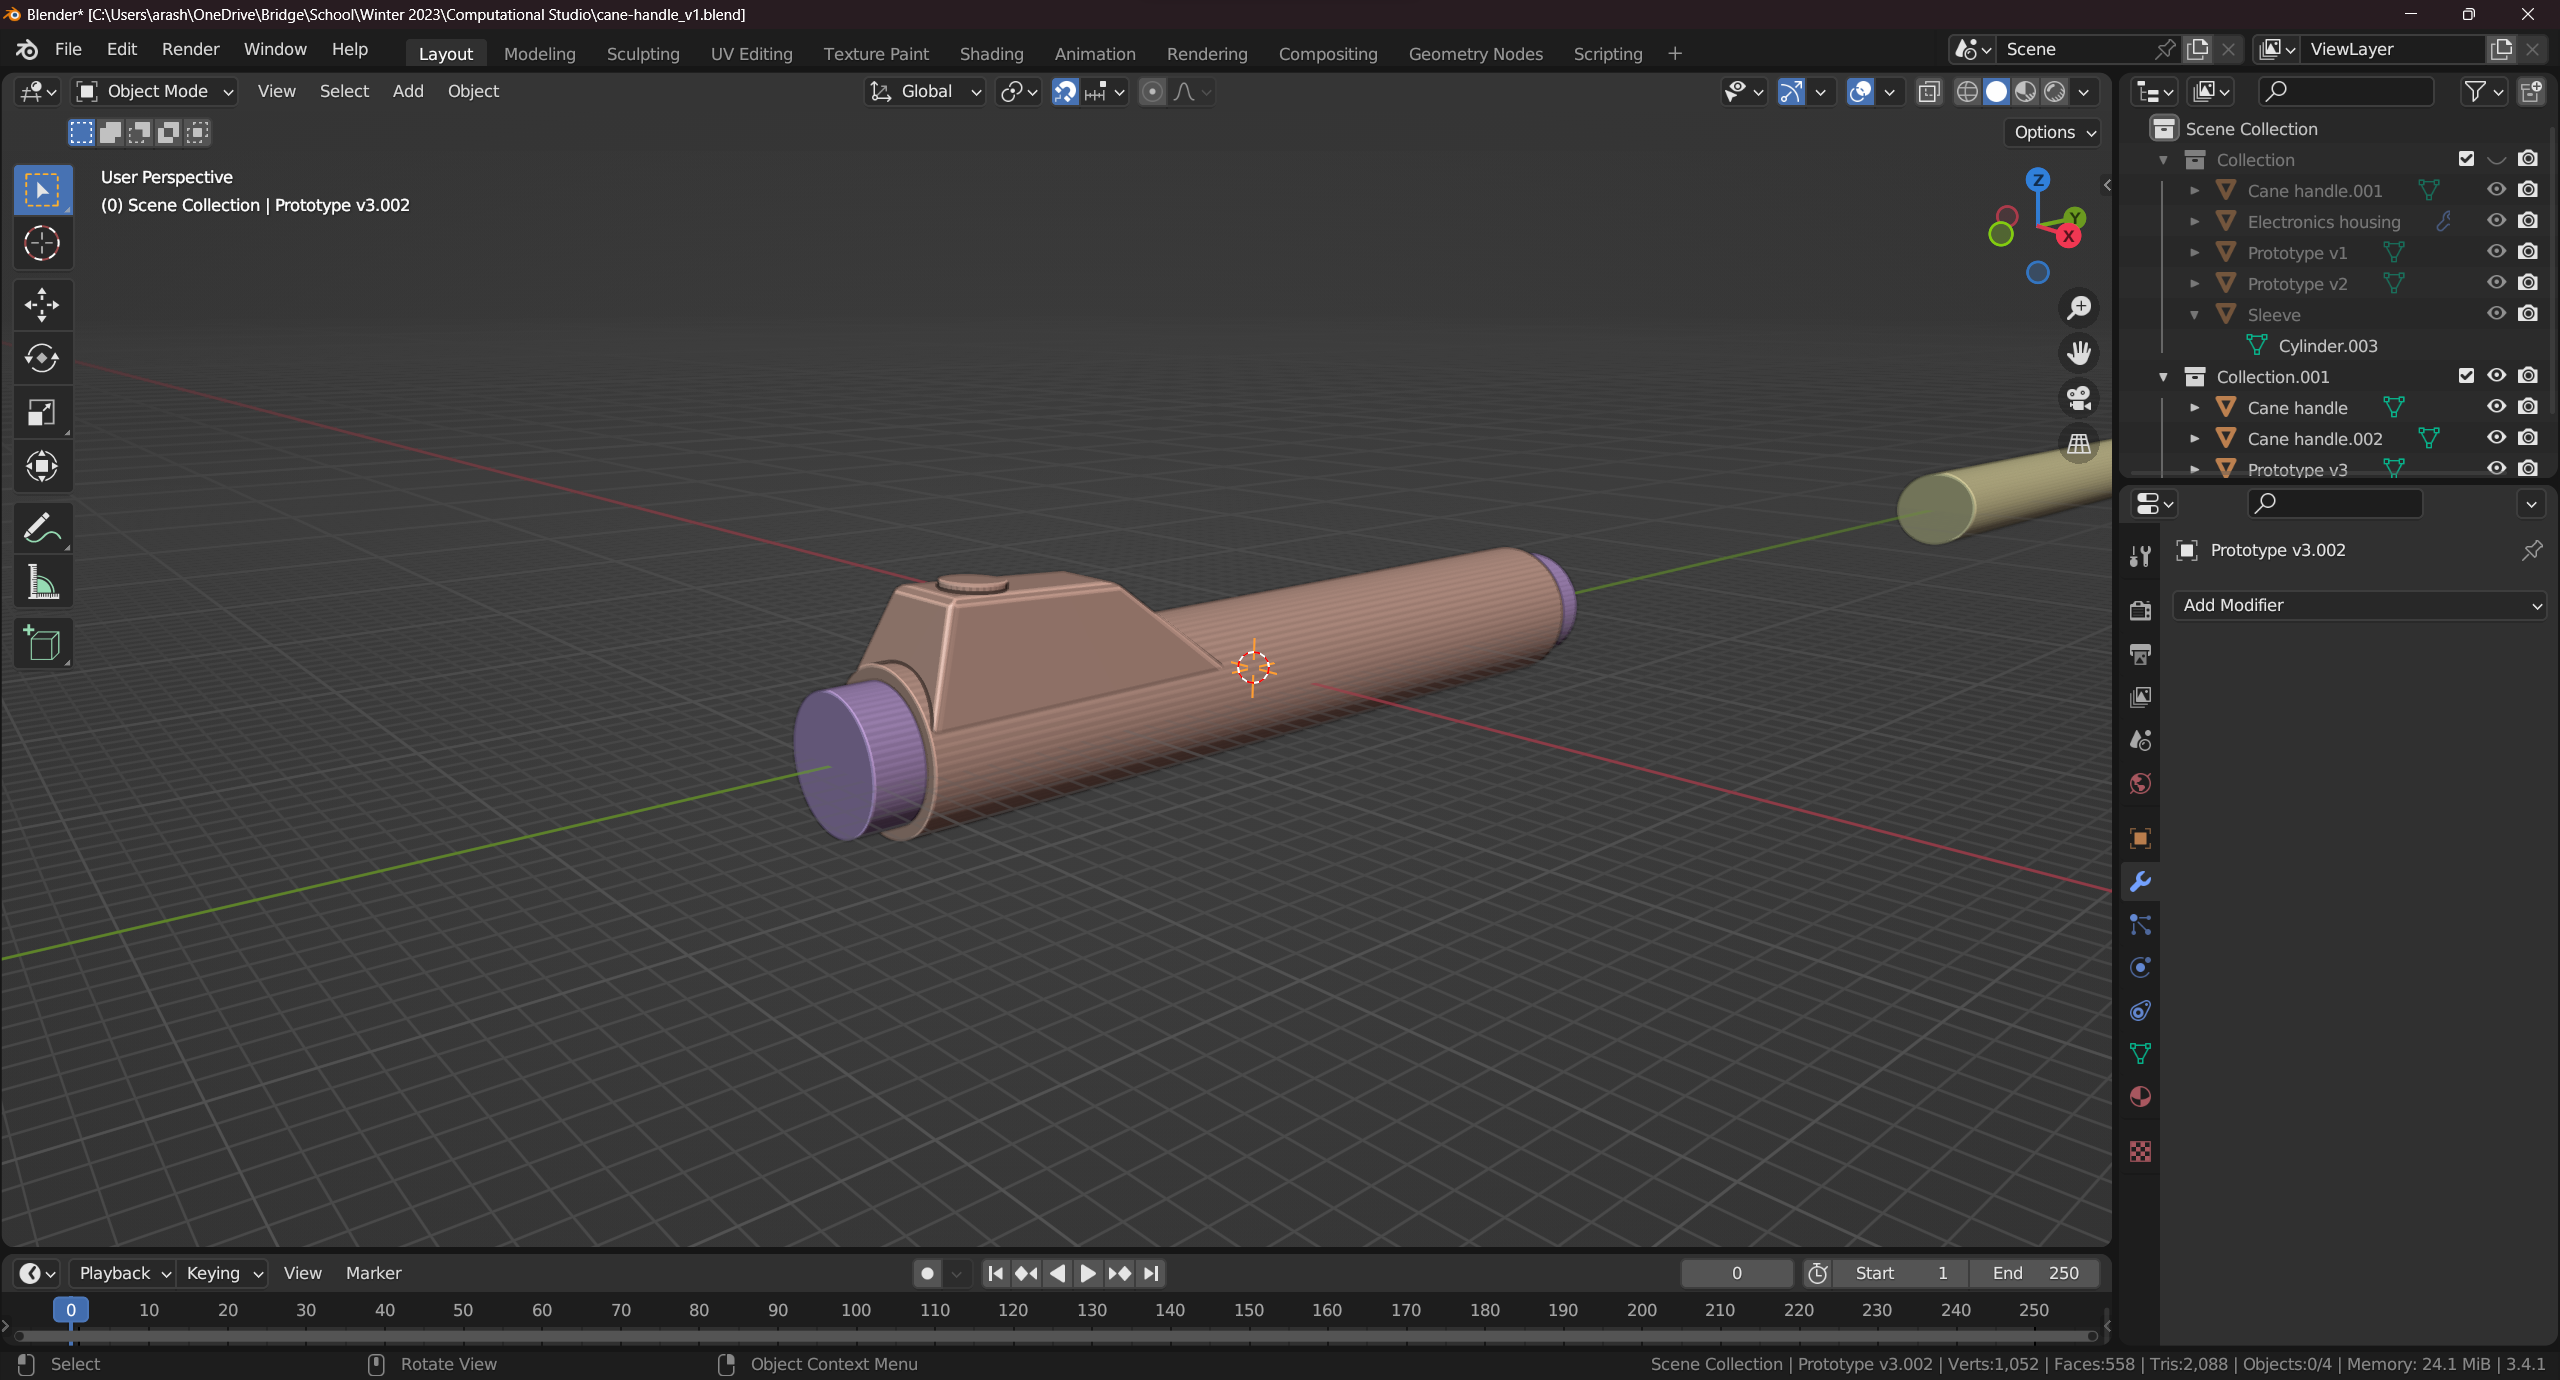 Blender* [C:\Users\arash\OneDrive\Bridge\School\Winter 2023\Computational Studio\cane-handle_v1.blend]
File Edit Render Window Help Layout Modeling Sculpting UV Editing Texture Paint Shading Animation Rendering Compositing Geometry Nodes Scripting + Scene ViewLayer
Object Mode View Select Add Object Global
Options
User Perspective
(0) Scene Collection | Prototype v3.002
Z
Y
X
Scene Collection
Collection
Cane handle.001
Electronics housing
Prototype v1
Prototype v2
Sleeve
Cylinder.003
Collection.001
Cane handle
Cane handle.002
Prototype v3
Prototype v3.002
Add Modifier
Playback Keying View Marker 0 Start 1 End 250
0 10 20 30 40 50 60 70 80 90 100 110 120 130 140 150 160 170 180 190 200 210 220 230 240 250
Select Rotate View Object Context Menu Scene Collection | Prototype v3.002 | Verts:1,052 | Faces:558 | Tris:2,088 | Objects:0/4 | Memory: 24.1 MiB | 3.4.1